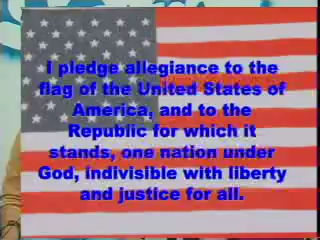 I pledge allegiance to the
flag of the United States of
America, and to the
Republic for which it
stands, one nation under
God, indivisible with liberty
and justice for all.